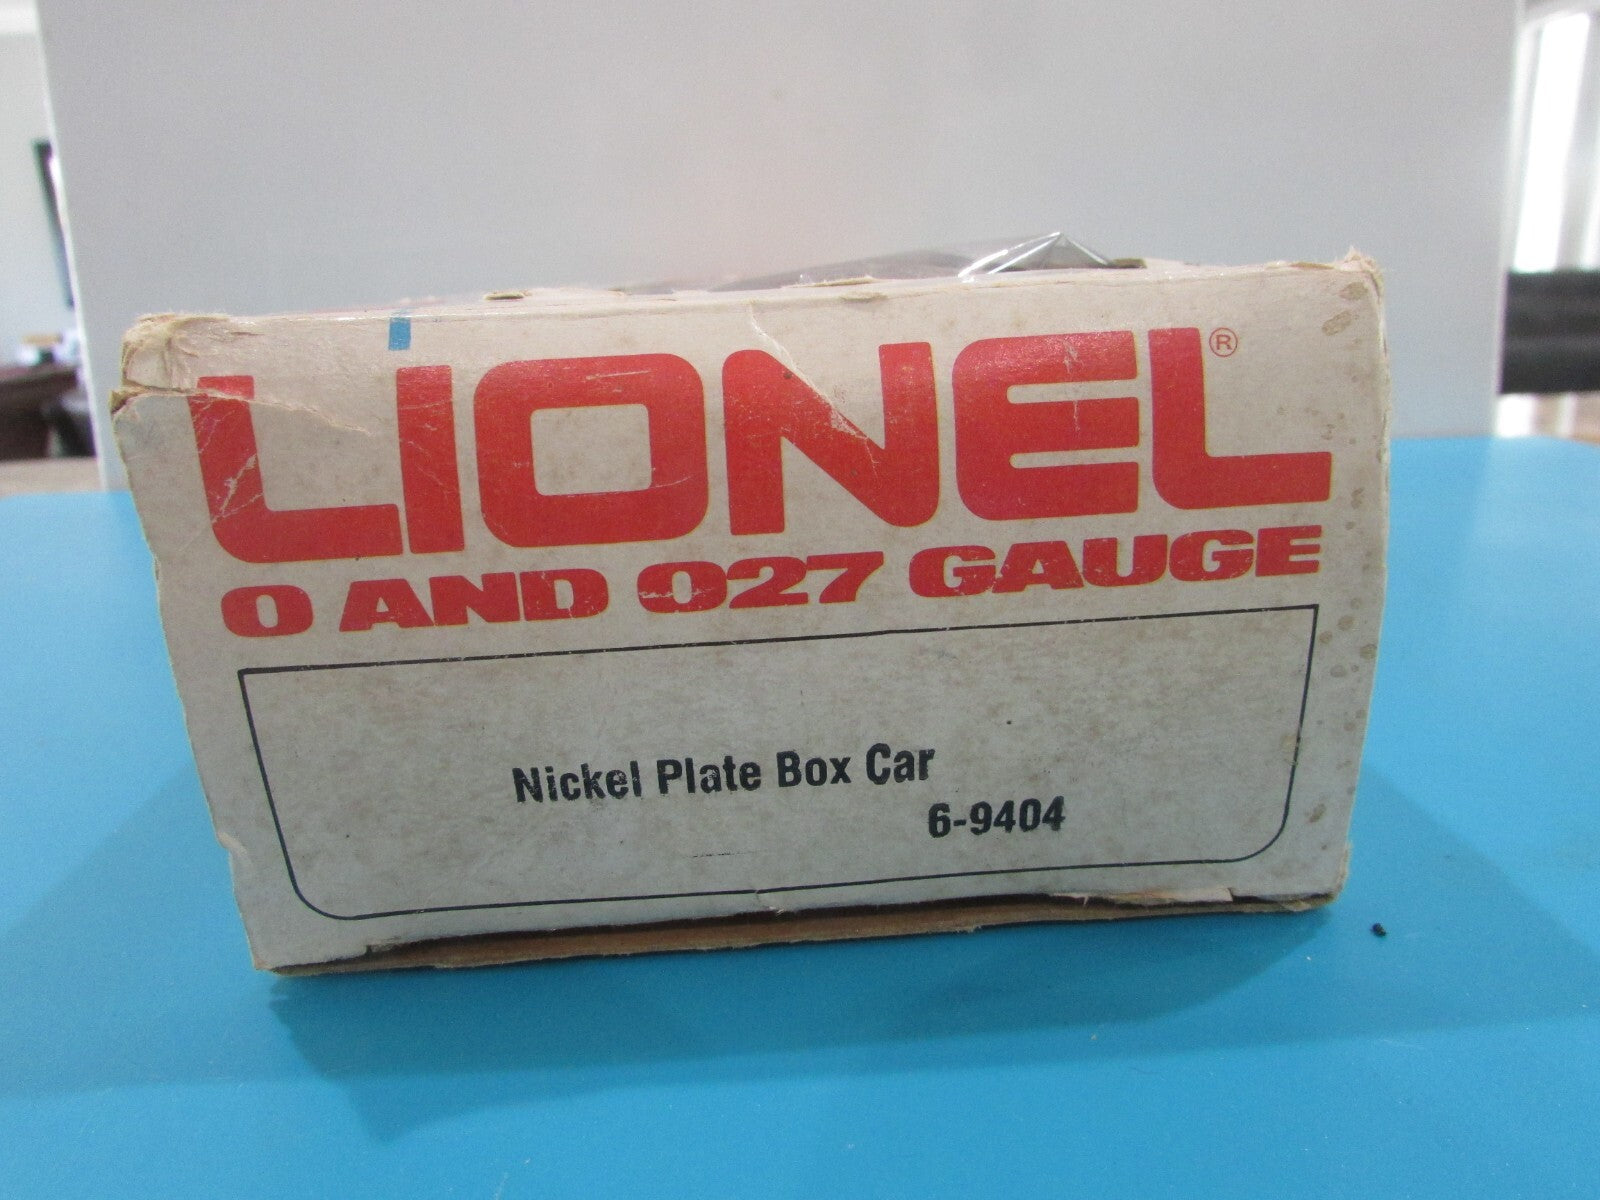 LIONEL®
O AND O27 GAUGE
Nickel Plate Box Car
6-9404